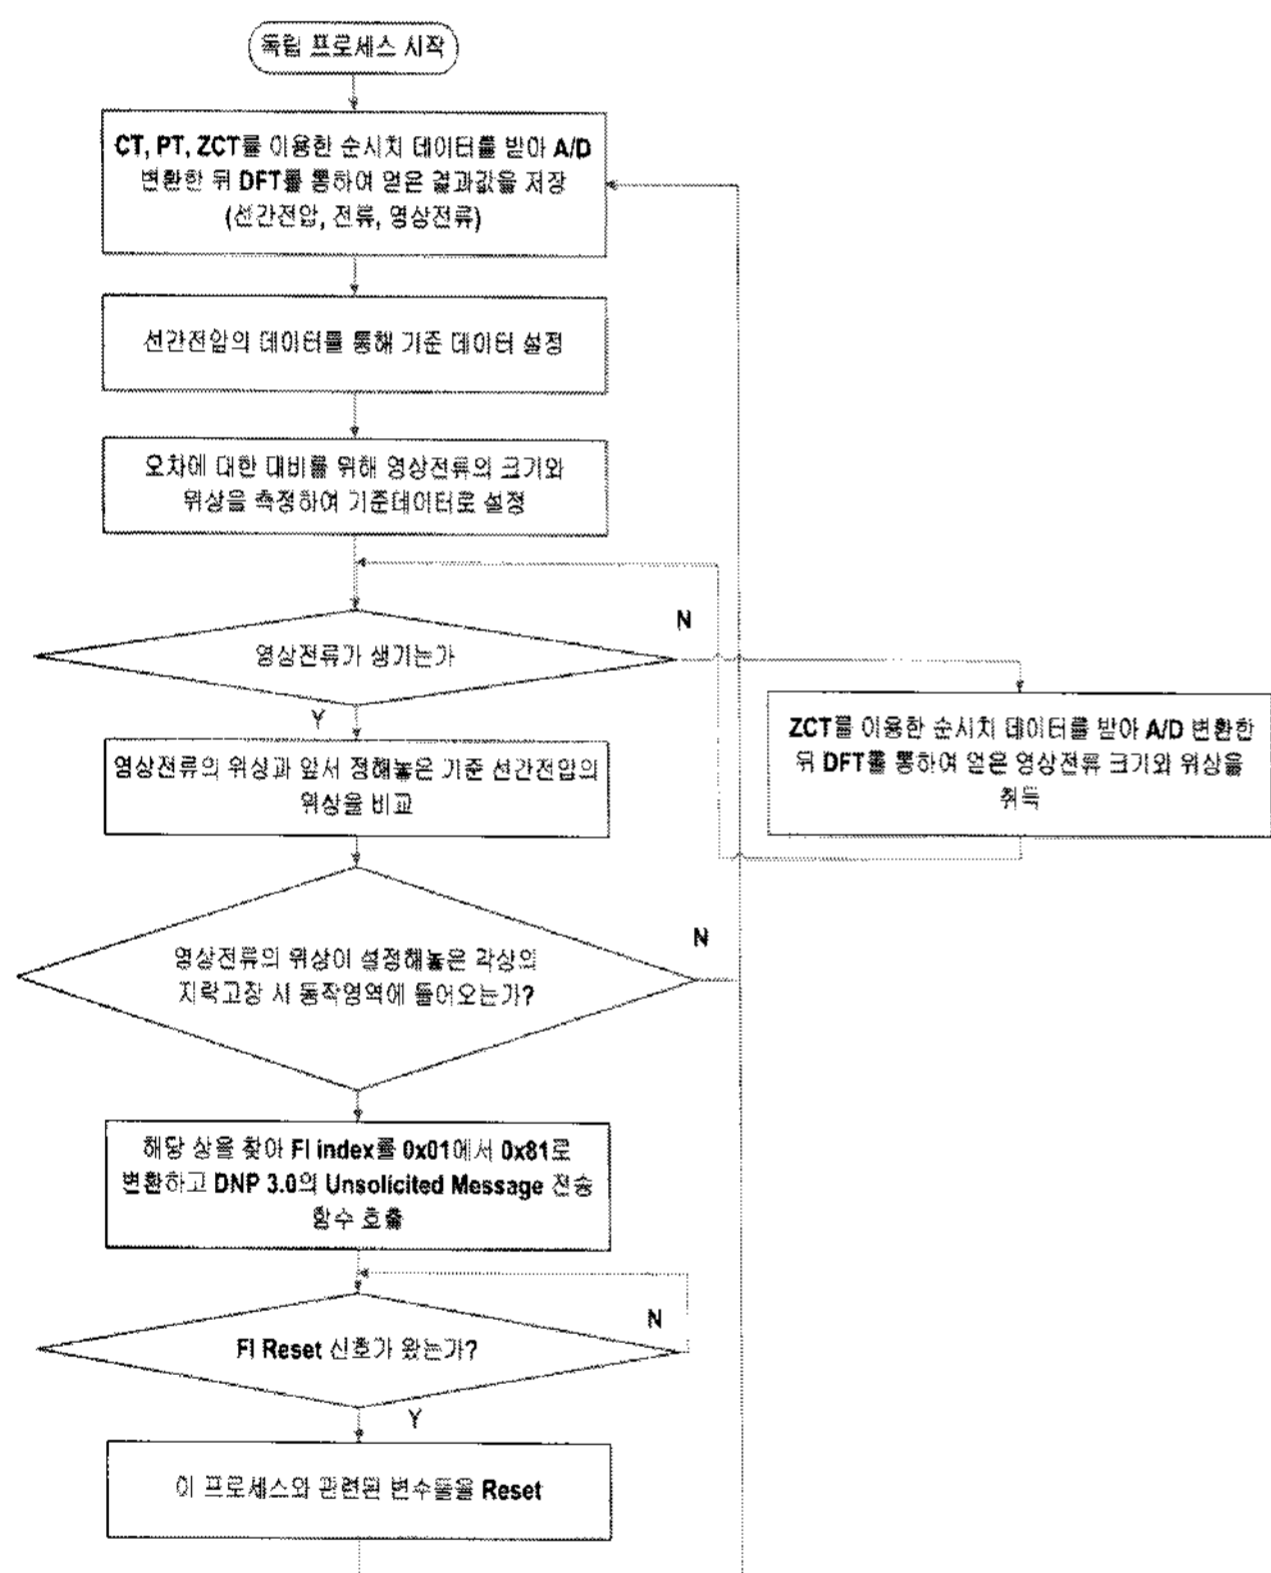 독립 프로세스 시작
CT, PT, ZCT를 이용한 순시치 데이터를 받아 A/D
변환한 뒤 DFT를 통하여 얻은 결과값을 저장
(선간전압, 전류, 영상전류)
선간전압의 데이터를 통해 기준 데이터 설정
오차에 대한 대비를 위해 영상전류의 크기와
위상을 측정하여 기준데이터로 설정
N
영상전류가 생기는가
Y
ZCT를 이용한 순시치 데이터를 받아 A/D 변환한
뒤 DFT를 통하여 얻은 영상전류 크기와 위상을
취득
영상전류의 위상과 앞서 정해놓은 기준 선간전압의
위상을 비교
N
영상전류의 위상이 설정해놓은 각상의
지락고장 시 동작영역에 들어오는가?
해당 상을 찾아 FI index를 0x01에서 0x81로
변환하고 DNP 3.0의 Unsolicited Message 전송
함수 호출
N
FI Reset 신호가 왔는가?
Y
이 프로세스와 관련된 변수들을 Reset